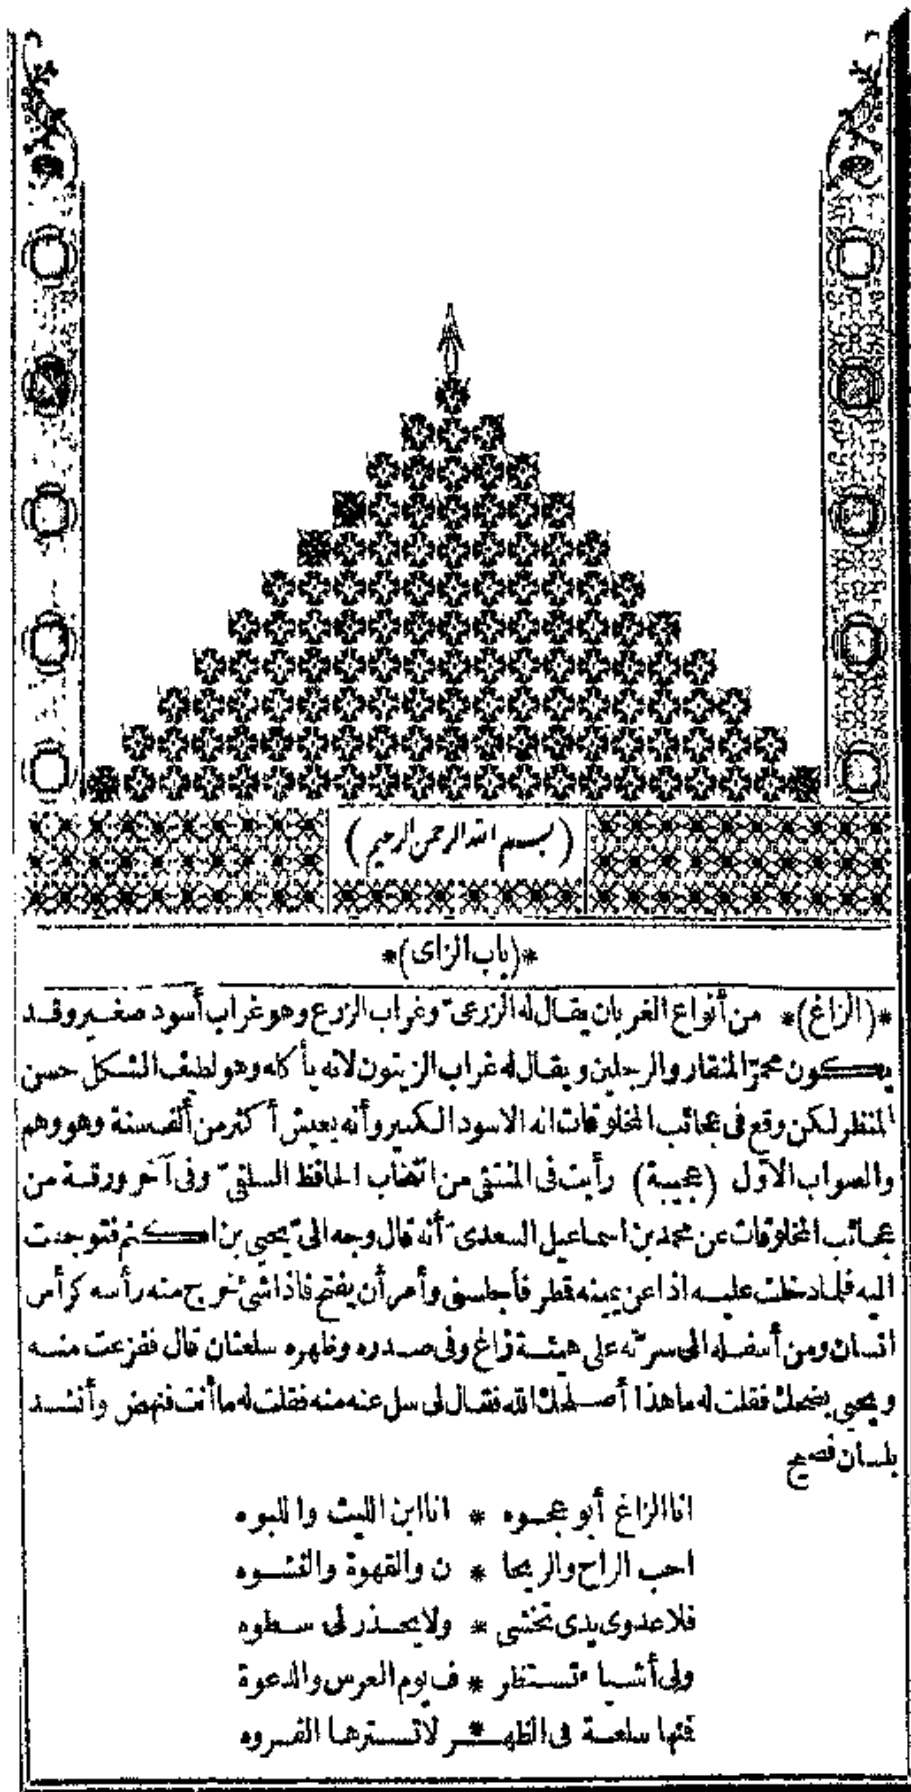 (بسم الله الرحمن الرحيم)
*(باب الزاى)*
*(الزاغ)* من أنواع الغربان يقال له الزرعىّ وغراب الزرع وهو غراب أسود صغير وقد
يكون محمرّ المنقار والرجلين ويقال له غراب الزيتون لانه يأكله وهو لطيف الشكل حسن
المنظر لكن وقع فى عجائب المخلوقات انه الاسود الكبير وأنه يعيش أكثر من ألف سنة وهو وهم
والصواب الاوّل (عجيبة) رأيت فى المنتقى من انتخاب الحافظ السلفىّ وفى آخر ورقة من
عجائب المخلوقات عن محمد بن اسماعيل السعدىّ أنه قال وجه الىّ يحيى بن اكثم فتوجهت
اليه فلما دخلت عليه اذا عن يمينه قمطر فأجلسنى وأمر أن يفتح فاذا شئ خرج منه رأسه كرأس
انسان ومن أسفله الى سرّته على هيئة زاغ وفى صدره وظهره سلعتان قال ففزعت منه
ويحيى يضحك فقلت له ما هذا أصلحك الله فقال لى سل عنه منه فقلت له ما أنت فنهض وأنشد
بلسان فصيح
انا الزاغ أبو عجوه * انا ابن الليث واللبوه
احب الراح والريحا * ن والقهوة والنشوه
فلا عدوى يدى تخشى * ولا يحذر لى سطوه
ولى أشياء تستظر * ف يوم العرس والدعوة
فمنها سلعة فى الظهر * لا تسترها الفروه